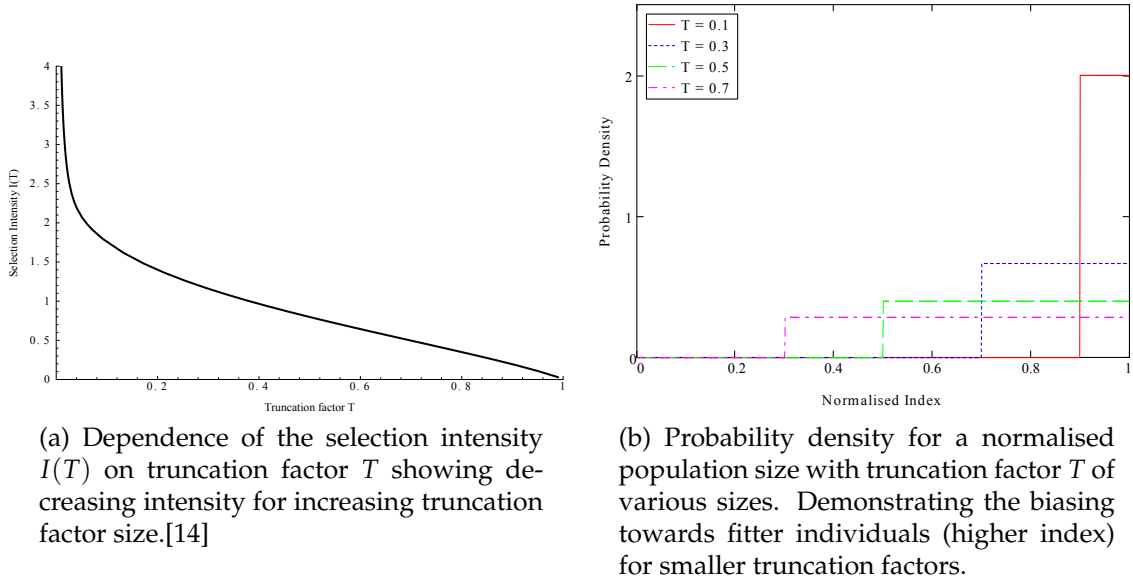 4
3 . 5
3
2 . 5
2
1 . 5
1
0 . 5
0
Selection Intensity I(T)
0 . 2
0 . 4
0 . 6
0 . 8
1
Truncation factor T
(a) Dependence of the selection intensity
I(T) on truncation factor T showing de-
creasing intensity for increasing truncation
factor size.[14]
T = 0.1
T = 0.3
T = 0.5
T = 0.7
2
1
0
Probability Density
0
0.2
0.4
0.6
0.8
1
Normalised Index
(b) Probability density for a normalised
population size with truncation factor T of
various sizes. Demonstrating the biasing
towards fitter individuals (higher index)
for smaller truncation factors.